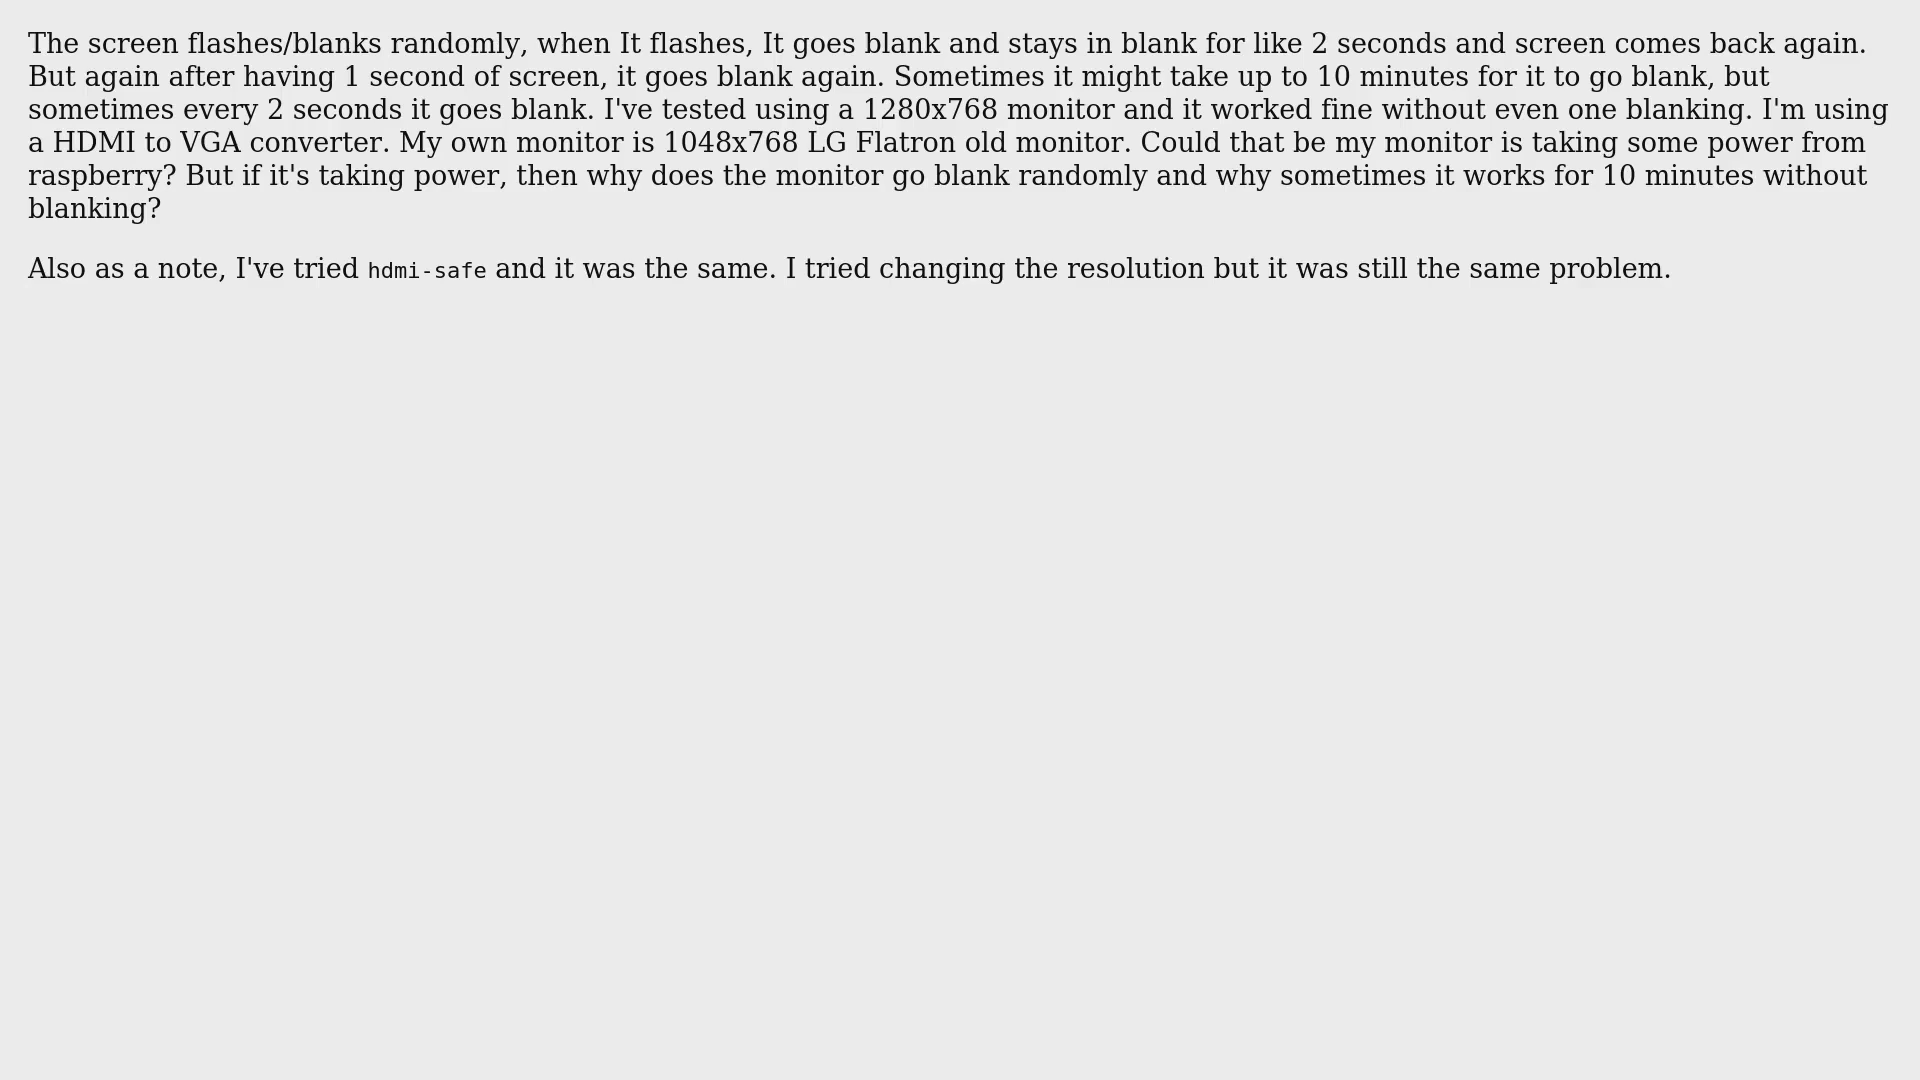 The screen flashes/blanks randomly, when It flashes, It goes blank and stays in blank for like 2 seconds and screen comes back again.
But again after having 1 second of screen, it goes blank again. Sometimes it might take up to 10 minutes for it to go blank, but
sometimes every 2 seconds it goes blank. I've tested using a 1280x768 monitor and it worked fine without even one blanking. I'm using
a HDMI to VGA converter. My own monitor is 1048x768 LG Flatron old monitor. Could that be my monitor is taking some power from
raspberry? But if it's taking power, then why does the monitor go blank randomly and why sometimes it works for 10 minutes without
blanking?
Also as a note, I've tried hdmi-safe and it was the same. I tried changing the resolution but it was still the same problem.